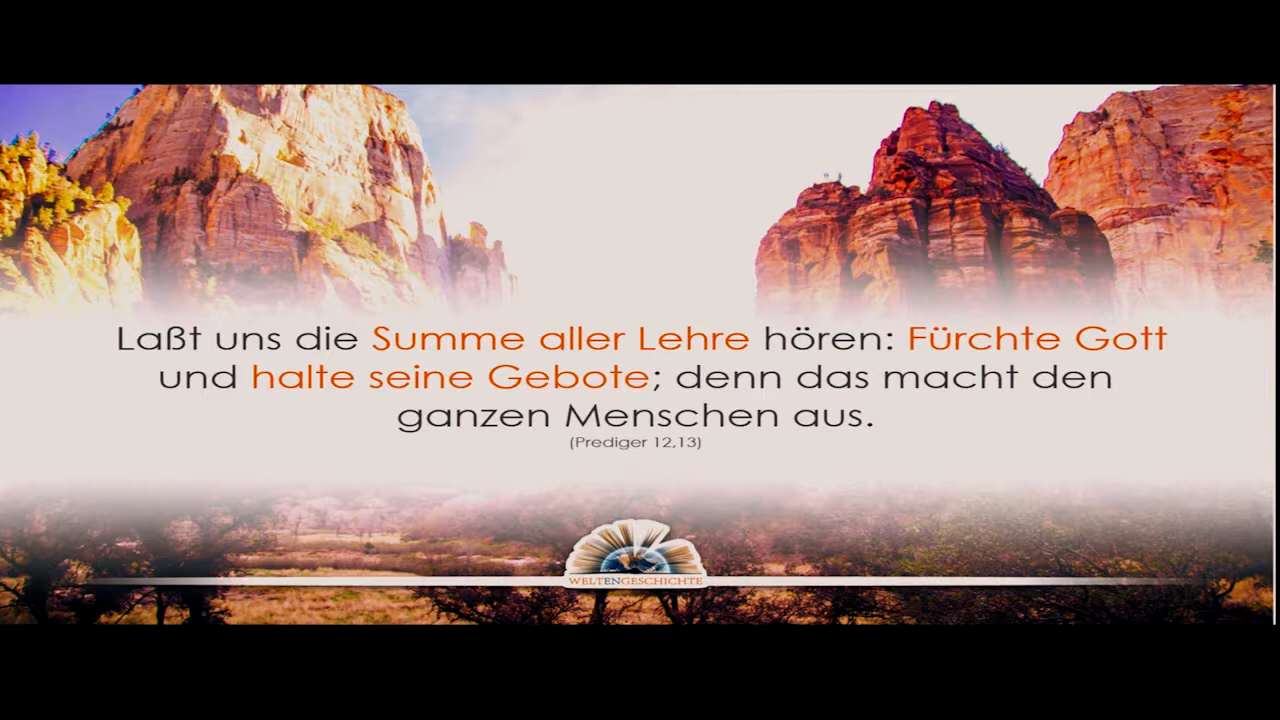 Laßt uns die Summe aller Lehre hören: Fürchte Gott
und halte seine Gebote; denn das macht den
ganzen Menschen aus.
(Prediger 12,13)
WELTENGESCHICHTE